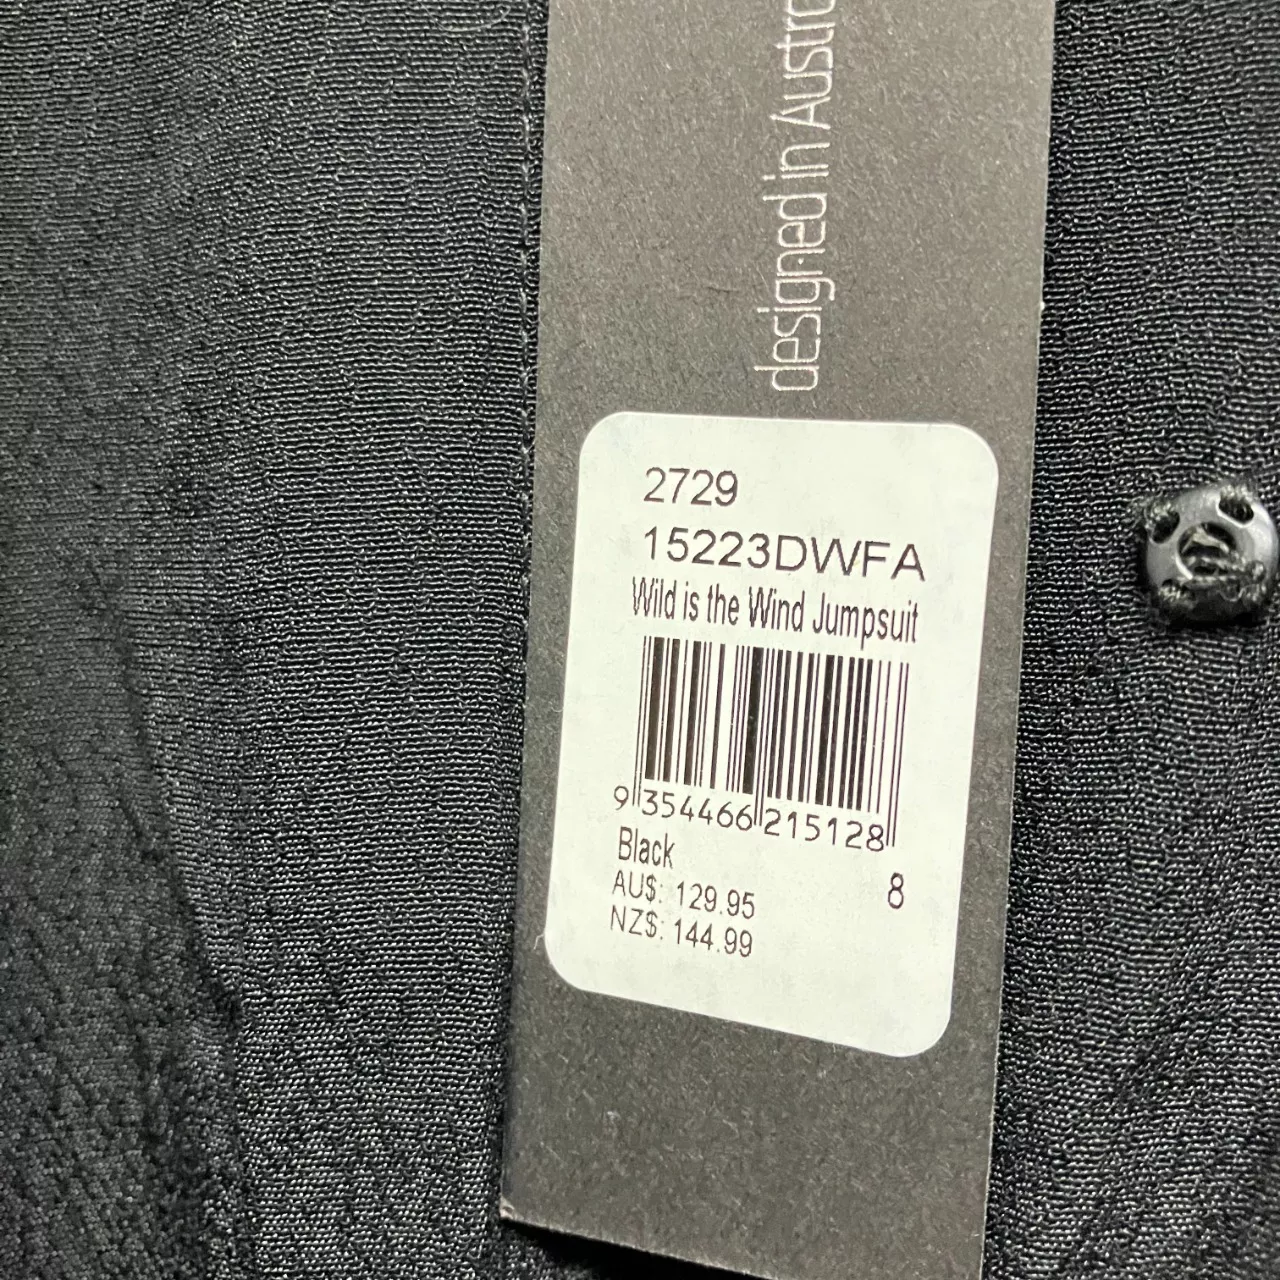 designed in
2729
15223DWFA
Wild is the Wind Jumpsuit
9 354466 215128
Black
8
AU$: 129.95
NZ$: 144.99